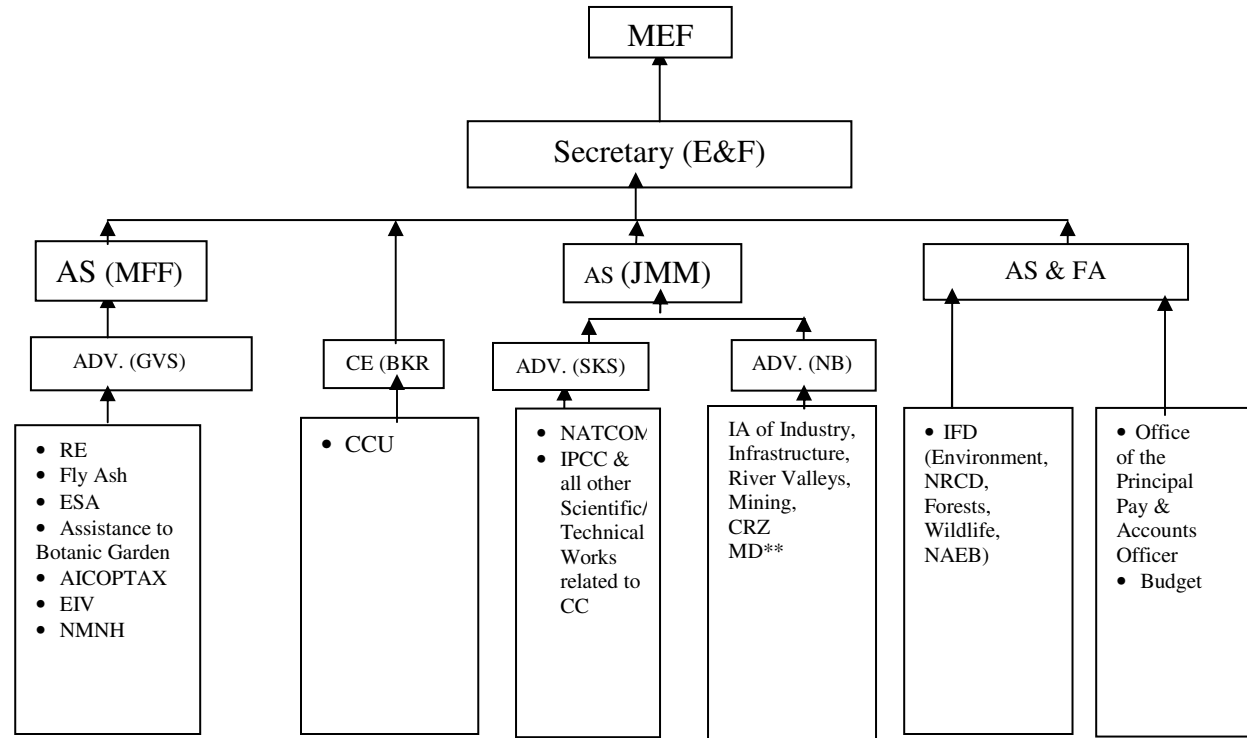 MEF
Secretary (E&F)
AS (MFF)
AS (JMM)
AS & FA
ADV. (GVS)
CE (BKR
ADV. (SKS)
ADV. (NB)
• RE
• Fly Ash
• ESA
• Assistance to
Botanic Garden
• AICOPTAX
• EIV
• NMNH
• CCU
• NATCOM
• IPCC &
all other
Scientific/
Technical
Works
related to
CC
IA of Industry,
Infrastructure,
River Valleys,
Mining,
CRZ
MD**
• IFD
(Environment,
NRCD,
Forests,
Wildlife,
NAEB)
• Office
of the
Principal
Pay &
Accounts
Officer
• Budget